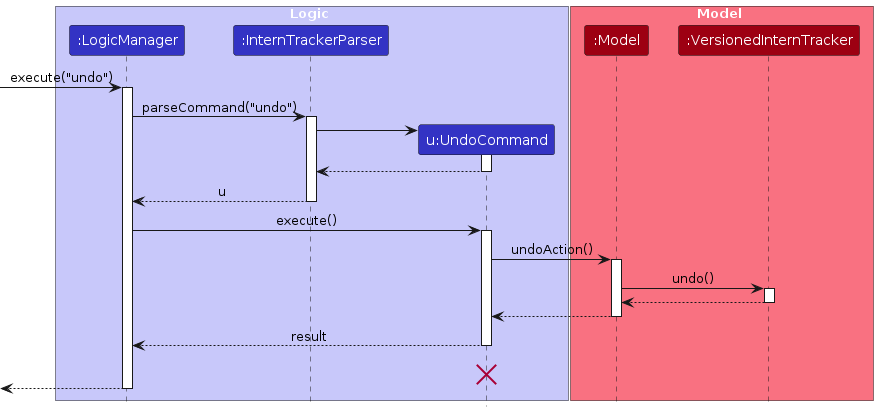 Logic
Model
:LogicManager
:InternTrackerParser
:Model
:VersionedInternTracker
execute("undo")
parseCommand("undo")
u:UndoCommand
u
execute()
undoAction()
undo()
result